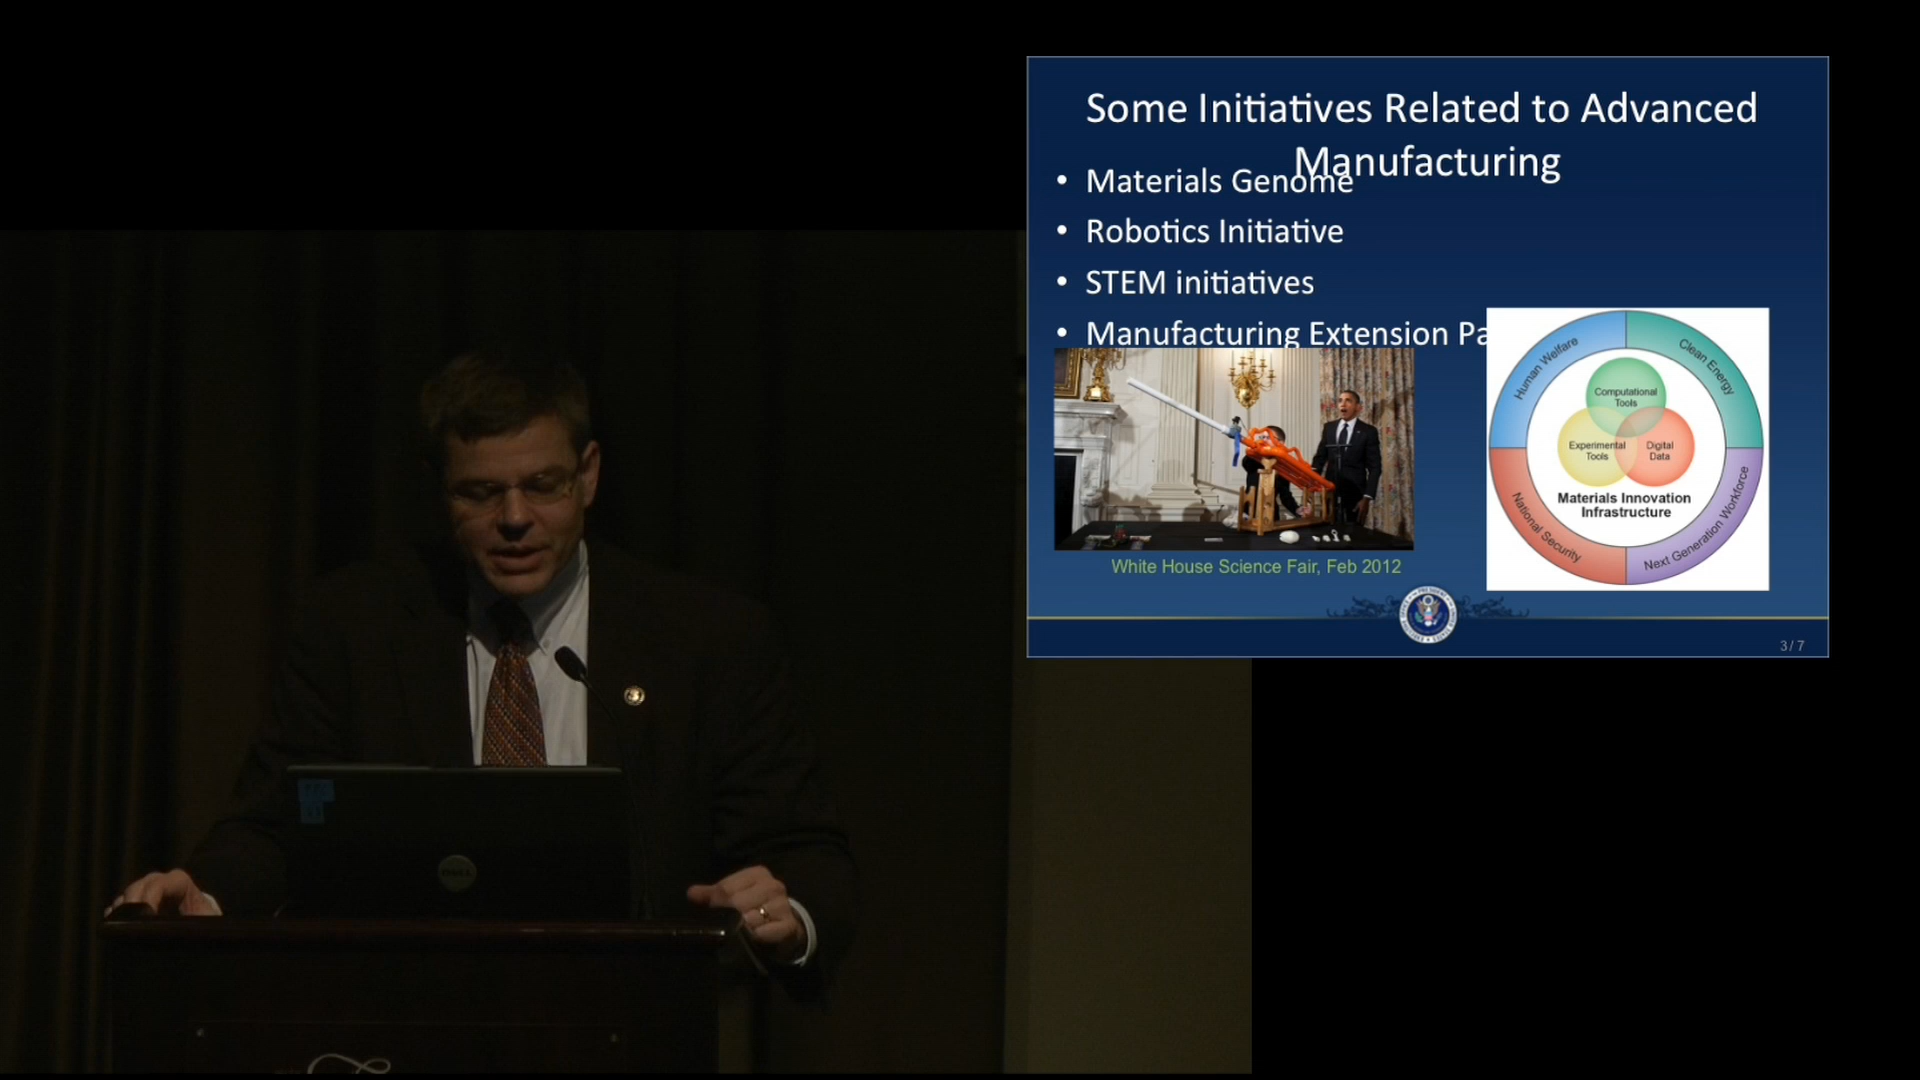 Some Initiatives Related to Advanced
Manufacturing
• Materials Genome
• Robotics Initiative
• STEM initiatives
• Manufacturing Extension Pa
Human Welfare
Clean Energy
Computational
Tools
Experimental
Tools
Digital
Data
Materials Innovation
Infrastructure
National Security
Next Generation Workforce
White House Science Fair, Feb 2012
3 / 7
DELL